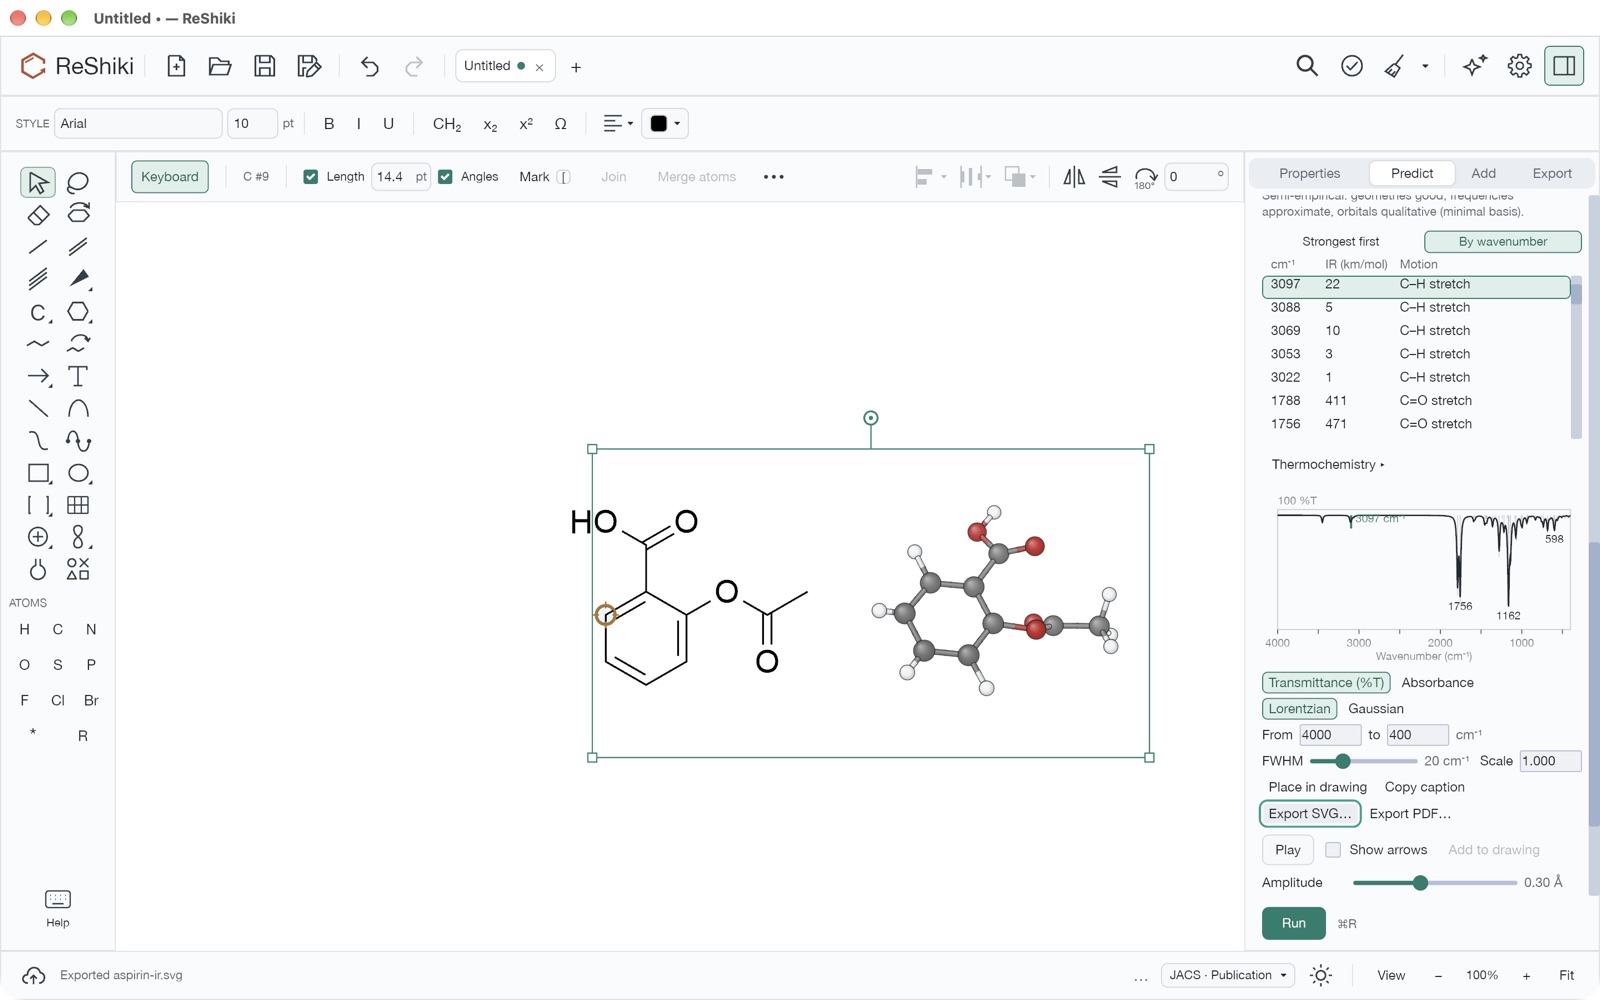 Untitled • — ReShiki
ReShiki
Untitled
STYLE Arial 10 pt B I U CH₂ x₂ x² Ω
Keyboard C #9 Length 14.4 pt Angles Mark Join Merge atoms ••• 180° 0 °
Properties Predict Add Export
Semi-empirical: geometries good, frequencies
approximate, orbitals qualitative (minimal basis).
Strongest first By wavenumber
cm⁻¹ IR (km/mol) Motion
3097 22 C–H stretch
3088 5 C–H stretch
3069 10 C–H stretch
3053 3 C–H stretch
3022 1 C–H stretch
1788 411 C=O stretch
1756 471 C=O stretch
Thermochemistry
100 %T
3097 cm⁻¹
598
1756
1162
4000 3000 2000 1000
Wavenumber (cm⁻¹)
Transmittance (%T) Absorbance
Lorentzian Gaussian
From 4000 to 400 cm⁻¹
FWHM 20 cm⁻¹ Scale 1.000
Place in drawing Copy caption
Export SVG... Export PDF...
Play Show arrows Add to drawing
Amplitude 0.30 Å
Run ⌘R
C
T
ATOMS
H C N
O S P
F Cl Br
* R
Help
HO O
O
O
Exported aspirin-ir.svg
... JACS · Publication View − 100% + Fit